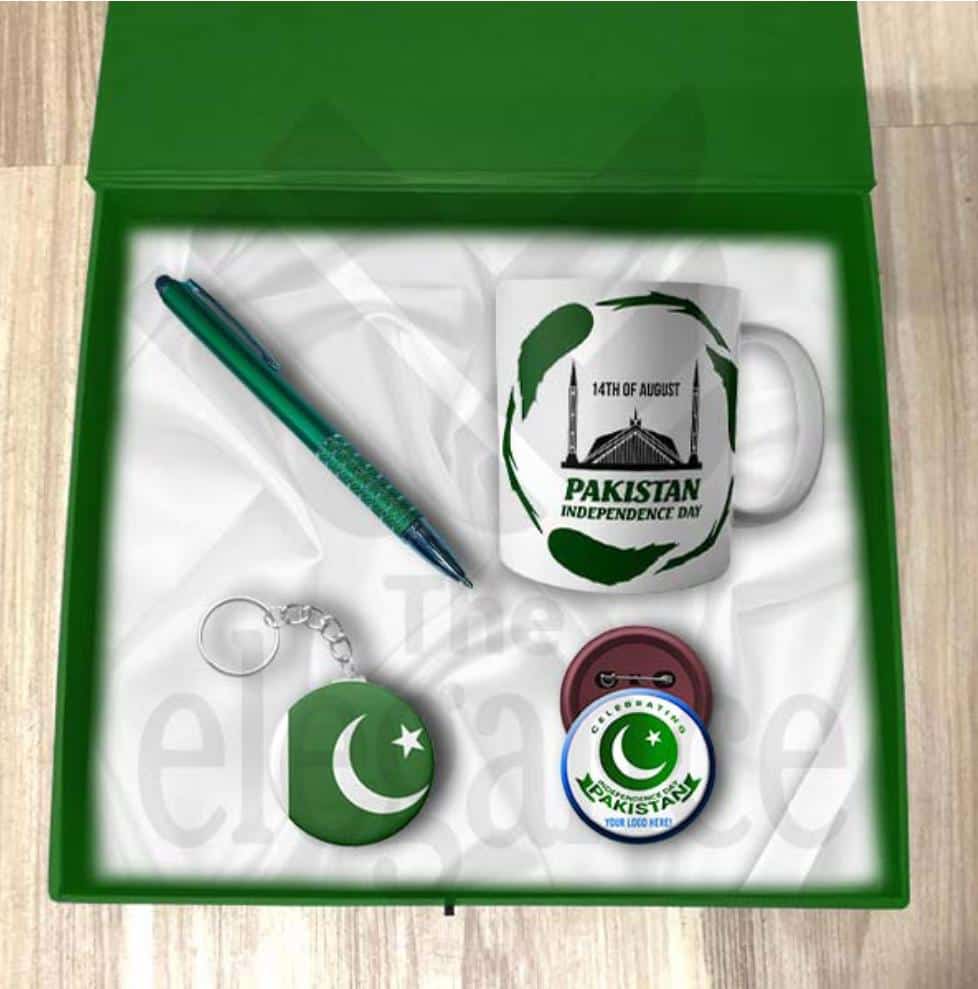 14TH OF AUGUST
PAKISTAN
INDEPENDENCE DAY
The
elegance
CELEBRATING
INDEPENDENCE DAY
PAKISTAN
YOUR LOGO HERE!